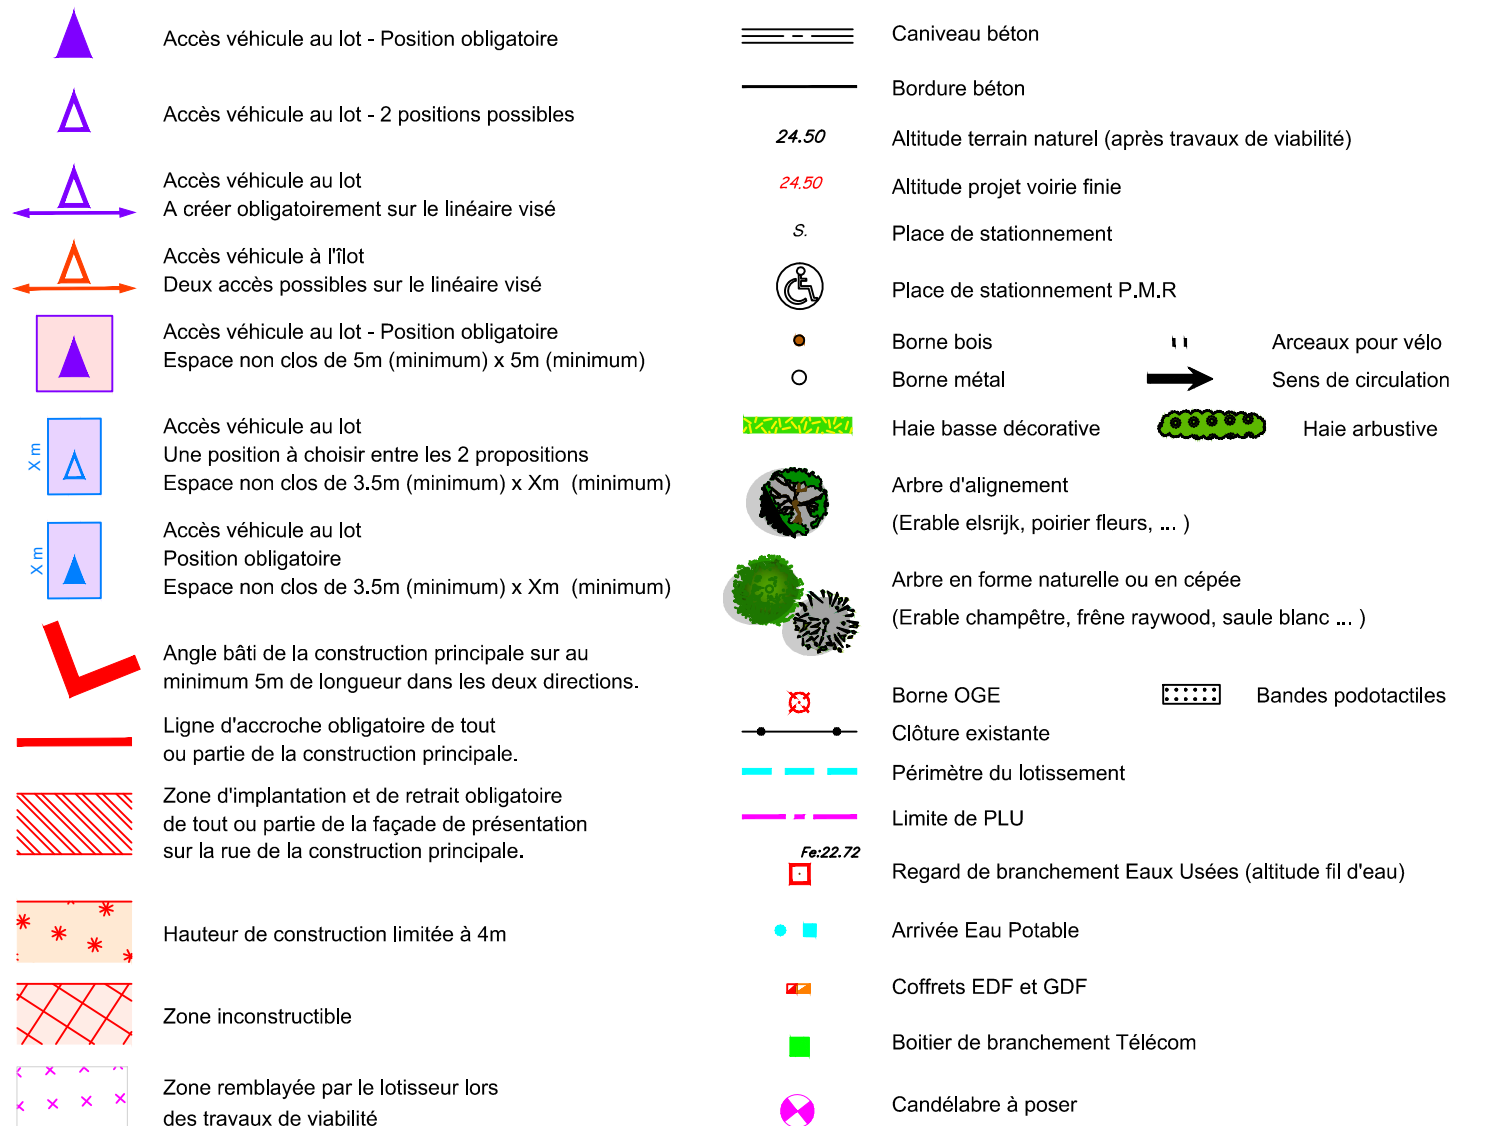 Accès véhicule au lot - Position obligatoire
Accès véhicule au lot - 2 positions possibles
Accès véhicule au lot
A créer obligatoirement sur le linéaire visé
Accès véhicule à l'îlot
Deux accès possibles sur le linéaire visé
Accès véhicule au lot - Position obligatoire
Espace non clos de 5m (minimum) x 5m (minimum)
X m
Accès véhicule au lot
Une position à choisir entre les 2 propositions
Espace non clos de 3.5m (minimum) x Xm (minimum)
X m
Accès véhicule au lot
Position obligatoire
Espace non clos de 3.5m (minimum) x Xm (minimum)
Angle bâti de la construction principale sur au
minimum 5m de longueur dans les deux directions.
Ligne d'accroche obligatoire de tout
ou partie de la construction principale.
Zone d'implantation et de retrait obligatoire
de tout ou partie de la façade de présentation
sur la rue de la construction principale.
Hauteur de construction limitée à 4m
Zone inconstructible
Zone remblayée par le lotisseur lors
des travaux de viabilité
Caniveau béton
Bordure béton
24.50 Altitude terrain naturel (après travaux de viabilité)
24.50 Altitude projet voirie finie
S. Place de stationnement
Place de stationnement P.M.R
Borne bois Arceaux pour vélo
Borne métal Sens de circulation
Haie basse décorative Haie arbustive
Arbre d'alignement
(Erable elsrijk, poirier fleurs, ... )
Arbre en forme naturelle ou en cépée
(Erable champêtre, frêne raywood, saule blanc ... )
Borne OGE Bandes podotactiles
Clôture existante
Périmètre du lotissement
Limite de PLU
Fe:22.72
Regard de branchement Eaux Usées (altitude fil d'eau)
Arrivée Eau Potable
Coffrets EDF et GDF
Boitier de branchement Télécom
Candélabre à poser